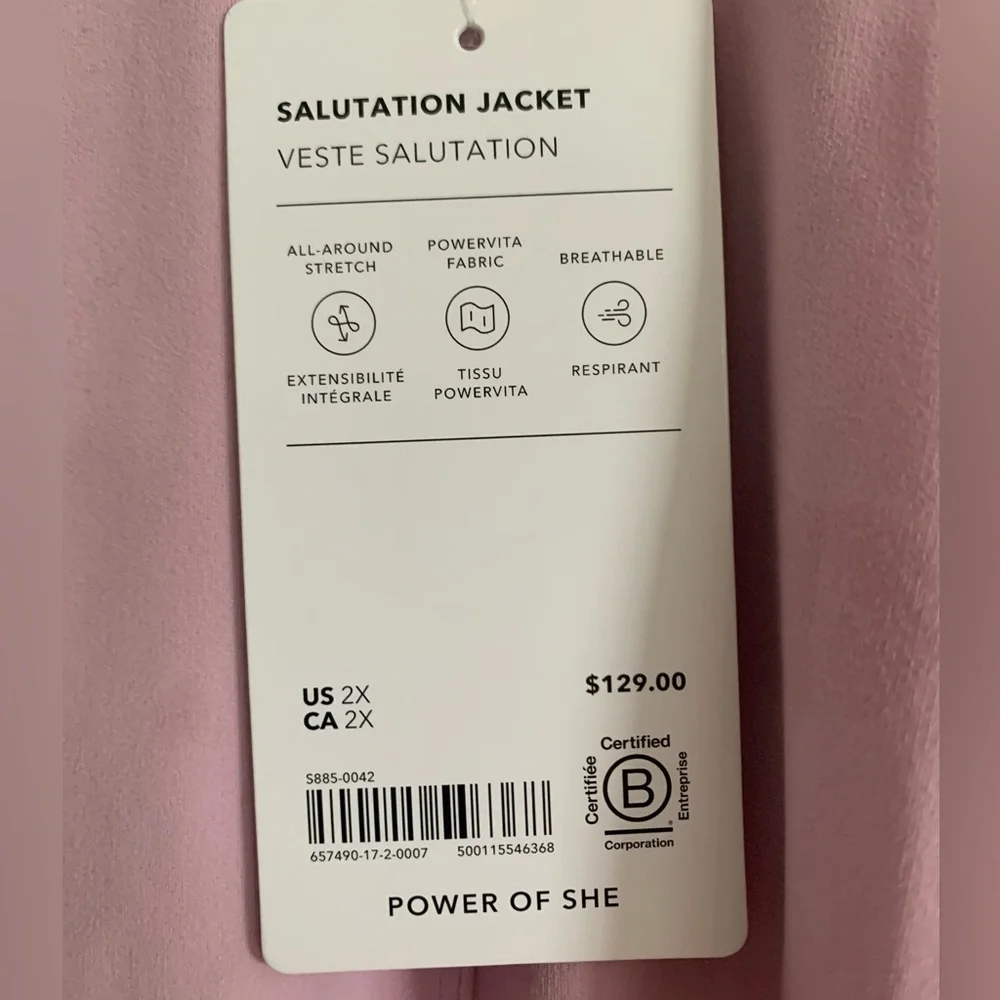 SALUTATION JACKET
VESTE SALUTATION
ALL-AROUND
STRETCH
POWERVITA
FABRIC
BREATHABLE
EXTENSIBILITÉ
INTÉGRALE
TISSU
POWERVITA
RESPIRANT
US 2X
CA 2X
$129.00
S885-0042
657490-17-2-0007 500115546368
Certified
Certifiée
B
Entreprise
®
Corporation
POWER OF SHE